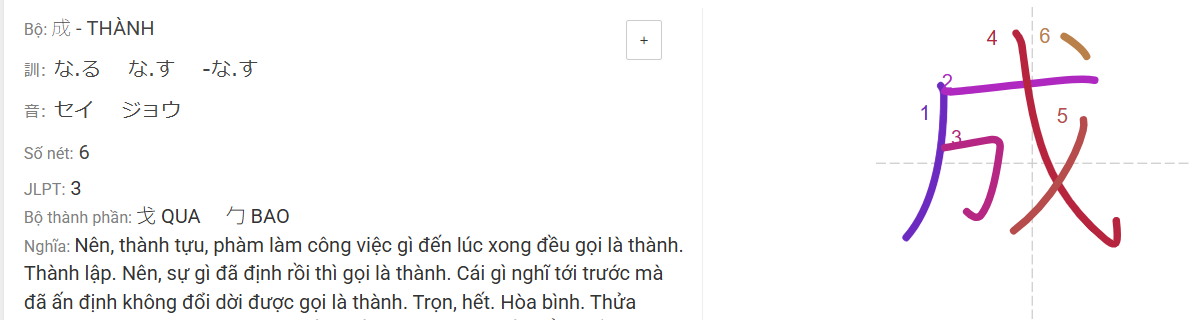 Bộ: 成 - THÀNH
+
訓: な.る な.す -な.す
音: セイ ジョウ
Số nét: 6
JLPT: 3
Bộ thành phần: 戈 QUA 勹 BAO
Nghĩa: Nên, thành tựu, phàm làm công việc gì đến lúc xong đều gọi là thành.
Thành lập. Nên, sự gì đã định rồi thì gọi là thành. Cái gì nghĩ tới trước mà
đã ấn định không đổi dời được gọi là thành. Trọn, hết. Hòa bình. Thửa
成
1
2
3
4
5
6